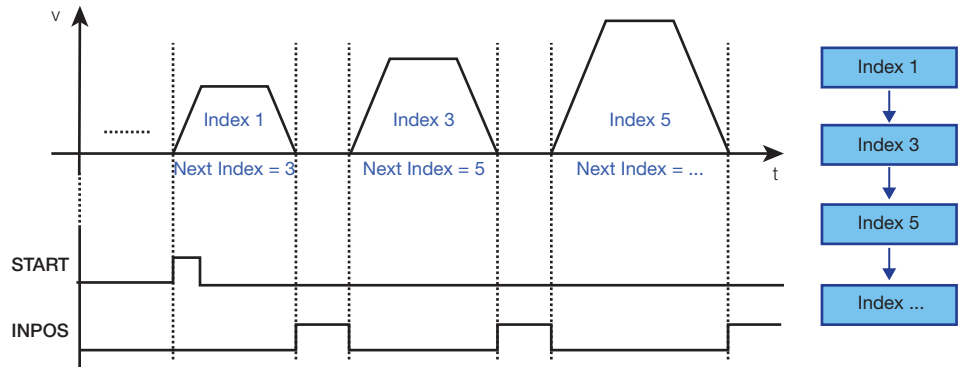 v
Index 1
Index 3
Index 5
Next Index = 3
Next Index = 5
Next Index = ...
t
START
INPOS
Index 1
Index 3
Index 5
Index ...